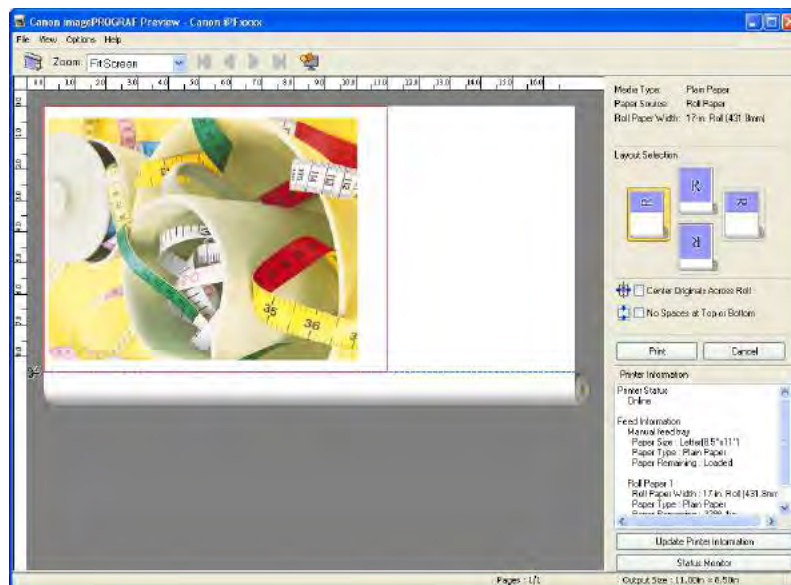 Canon imagePROGRAF Preview - Canon iPFxxxx
File View Options Help
Zoom: Fit Screen
Media Type: Plain Paper
Paper Source: Roll Paper
Roll Paper Width: 17-in. Roll (431.8mm)
Layout Selection
R
R R
R
Center Originals Across Roll
No Spaces at Top or Bottom
Print Cancel
Printer Information
Printer Status
Online
Feed Information
Manual feed tray
Paper Size : Letter(8.5"x11")
Paper Type : Plain Paper
Paper Remaining : Loaded
Roll Paper 1
Roll Paper Width : 17-in. Roll (431.8mm
Paper Type : Plain Paper
Update Printer Information
Status Monitor
35 36
Pages : 1/1
Output Size : 11.00in × 8.50in